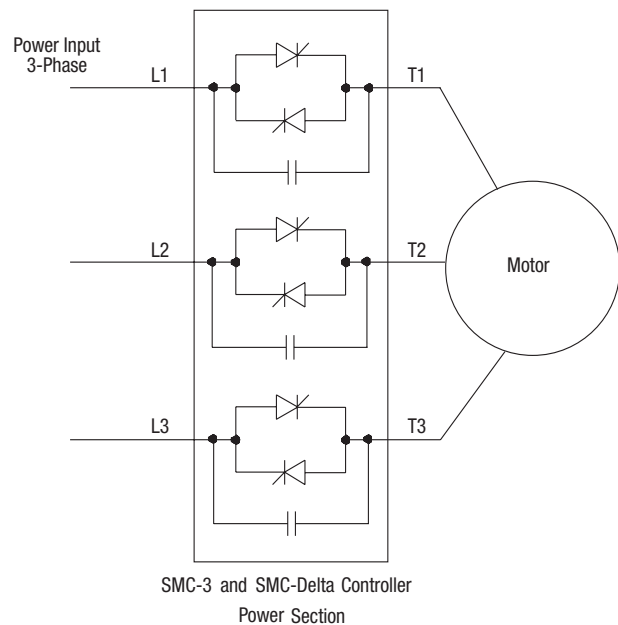 Power Input
3-Phase
L1
T1
L2
T2
Motor
L3
T3
SMC-3 and SMC-Delta Controller
Power Section